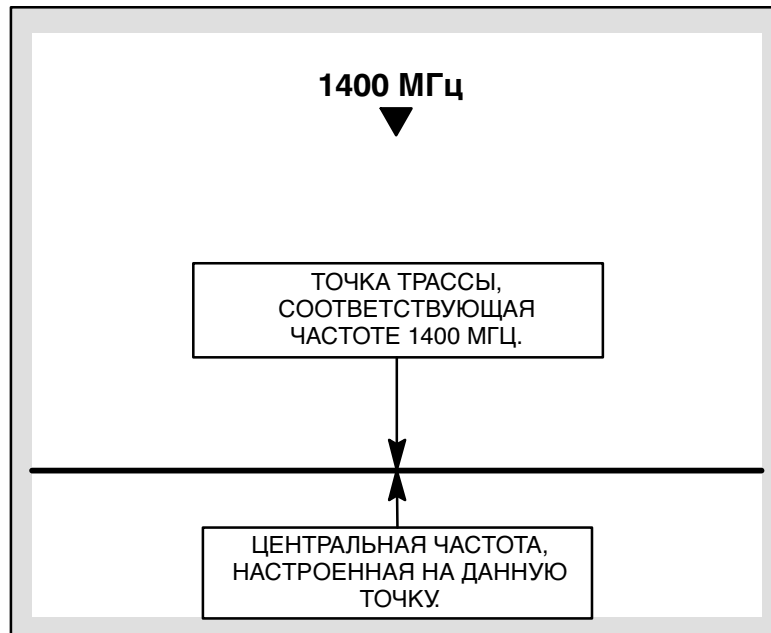 1400 МГц
ТОЧКА ТРАССЫ,
СООТВЕТСТВУЮЩАЯ
ЧАСТОТЕ 1400 МГЦ.
ЦЕНТРАЛЬНАЯ ЧАСТОТА,
НАСТРОЕННАЯ НА ДАННУЮ
ТОЧКУ.